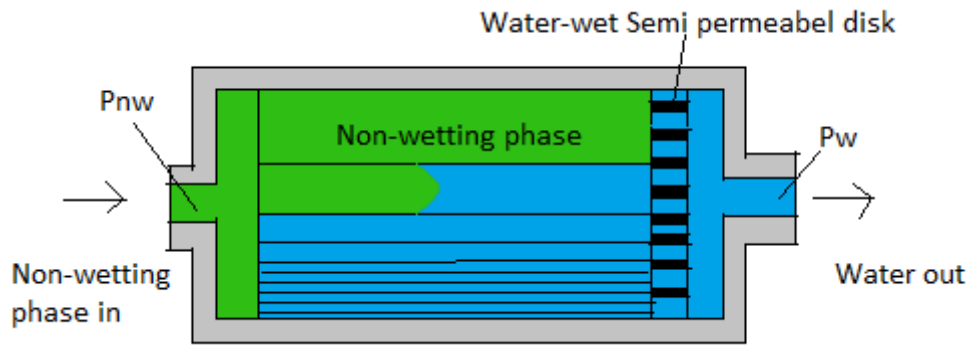 Water-wet Semi permeabel disk
Pnw
Non-wetting phase
Pw
Non-wetting
phase in
Water out